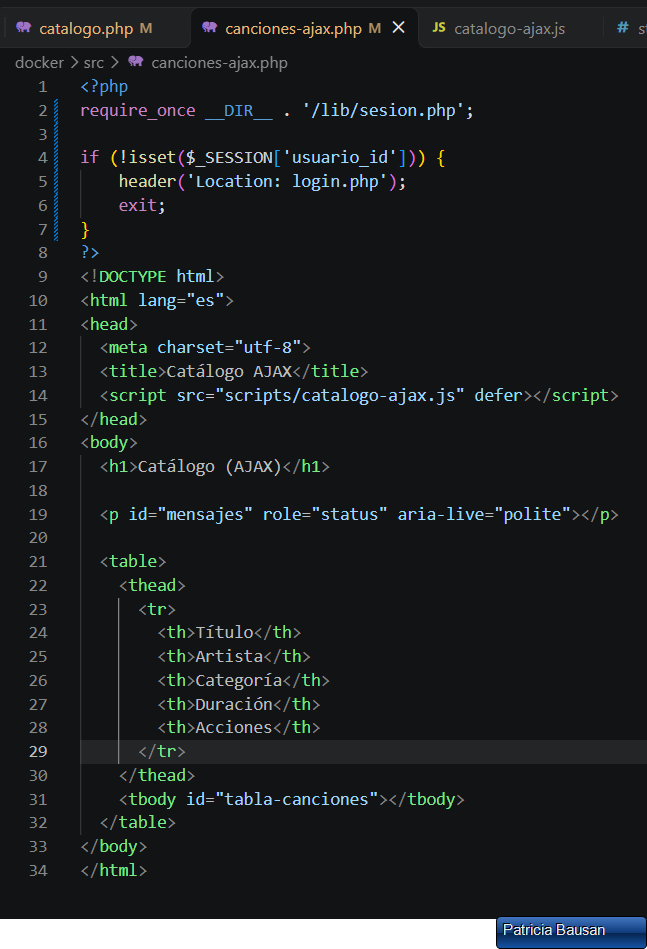 catalogo.php M
canciones-ajax.php M
JS catalogo-ajax.js
#
docker > src > canciones-ajax.php
1 <?php
2 require_once __DIR__ . '/lib/sesion.php';
3
4 if (!isset($_SESSION['usuario_id'])) {
5     header('Location: login.php');
6     exit;
7 }
8 ?>
9 <!DOCTYPE html>
10 <html lang="es">
11 <head>
12   <meta charset="utf-8">
13   <title>Catálogo AJAX</title>
14   <script src="scripts/catalogo-ajax.js" defer></script>
15 </head>
16 <body>
17   <h1>Catálogo (AJAX)</h1>
18
19   <p id="mensajes" role="status" aria-live="polite"></p>
20
21   <table>
22     <thead>
23       <tr>
24         <th>Título</th>
25         <th>Artista</th>
26         <th>Categoría</th>
27         <th>Duración</th>
28         <th>Acciones</th>
29       </tr>
30     </thead>
31     <tbody id="tabla-canciones"></tbody>
32   </table>
33 </body>
34 </html>
Patricia Bausan